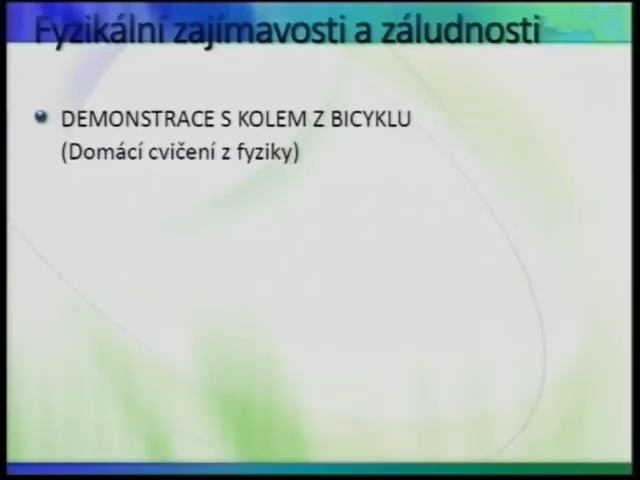 Fyzikální zajímavosti a záludnosti
DEMONSTRACE S KOLEM Z BICYKLU
(Domácí cvičení z fyziky)